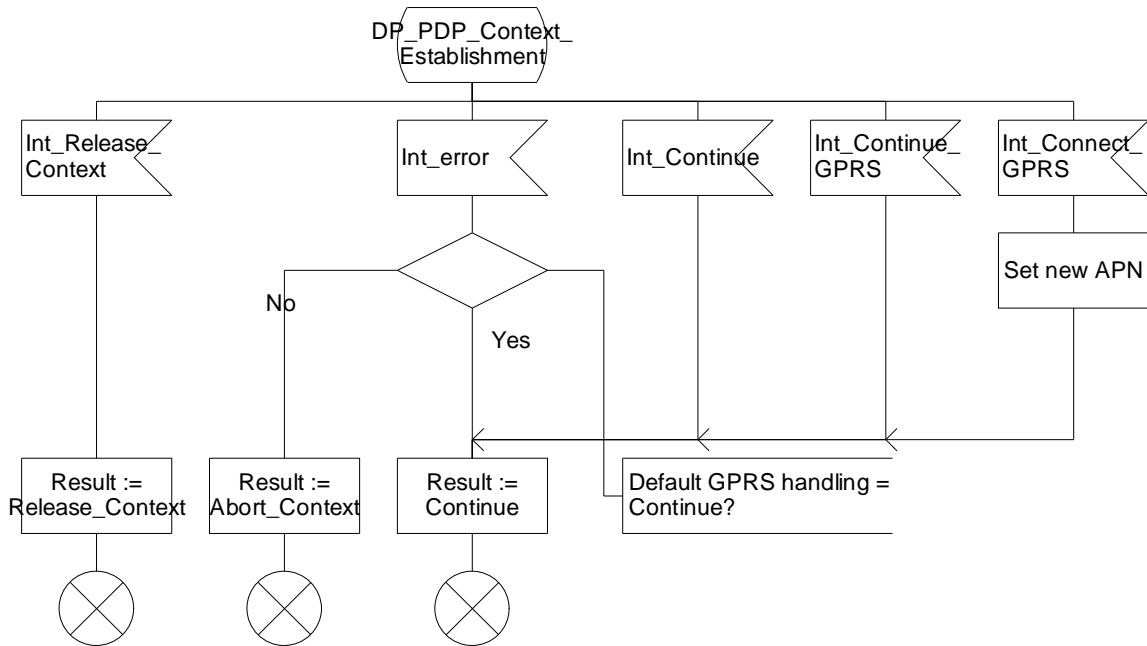 DP_PDP_Context_
Establishment
Int_Release_
Context
Int_error
Int_Continue
Int_Continue_
GPRS
Int_Connect_
GPRS
Set new APN
No
Yes
Result :=
Release_Context
Result :=
Abort_Context
Result :=
Continue
Default GPRS handling =
Continue?